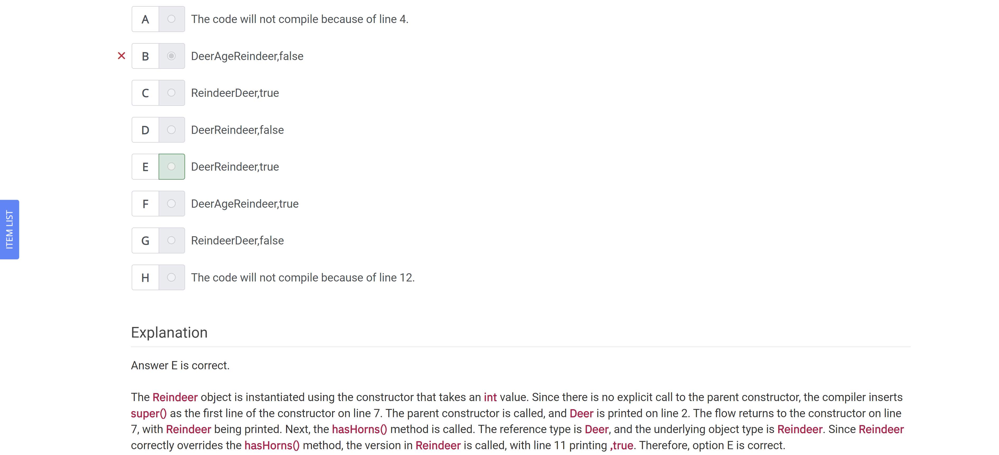 A The code will not compile because of line 4.
B DeerAgeReindeer,false
C ReindeerDeer,true
D DeerReindeer,false
E DeerReindeer,true
F DeerAgeReindeer,true
G ReindeerDeer,false
H The code will not compile because of line 12.
ITEM LIST
Explanation
Answer E is correct.
The Reindeer object is instantiated using the constructor that takes an int value. Since there is no explicit call to the parent constructor, the compiler inserts
super() as the first line of the constructor on line 7. The parent constructor is called, and Deer is printed on line 2. The flow returns to the constructor on line
7, with Reindeer being printed. Next, the hasHorns() method is called. The reference type is Deer, and the underlying object type is Reindeer. Since Reindeer
correctly overrides the hasHorns() method, the version in Reindeer is called, with line 11 printing ,true. Therefore, option E is correct.